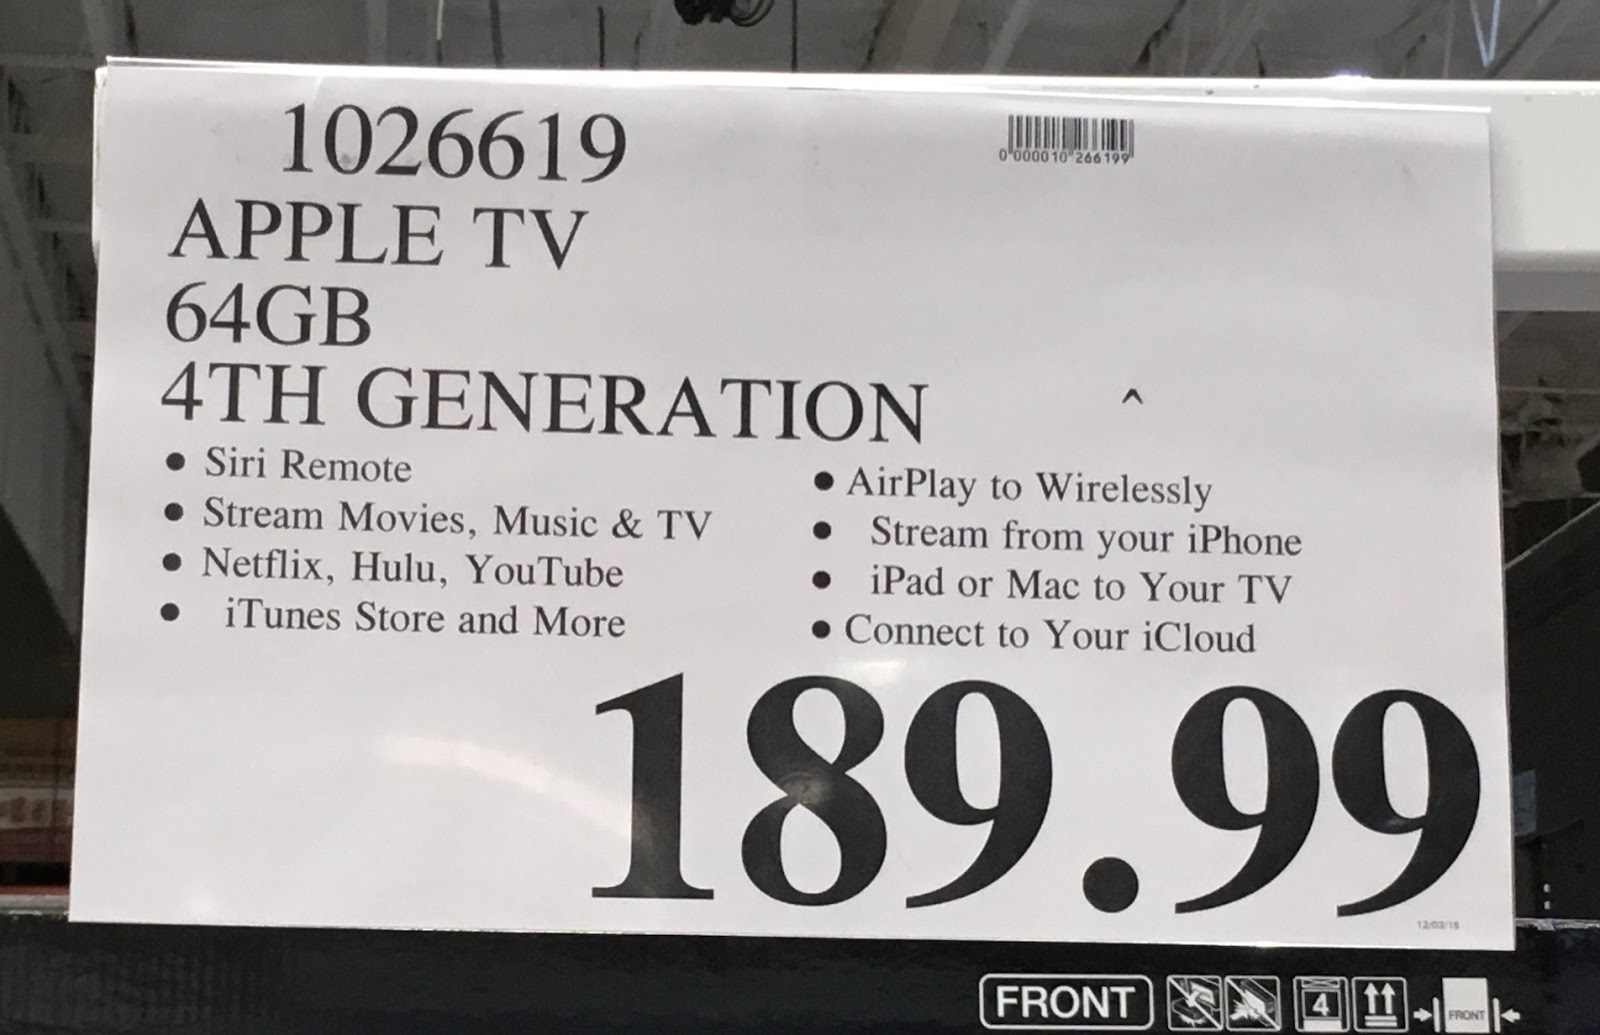 1026619
0 000010 266199
APPLE TV
64GB
4TH GENERATION
^
• Siri Remote
• Stream Movies, Music & TV
• Netflix, Hulu, YouTube
• iTunes Store and More
• AirPlay to Wirelessly
• Stream from your iPhone
• iPad or Mac to Your TV
• Connect to Your iCloud
189.99
12/03/15
FRONT
4
FRONT